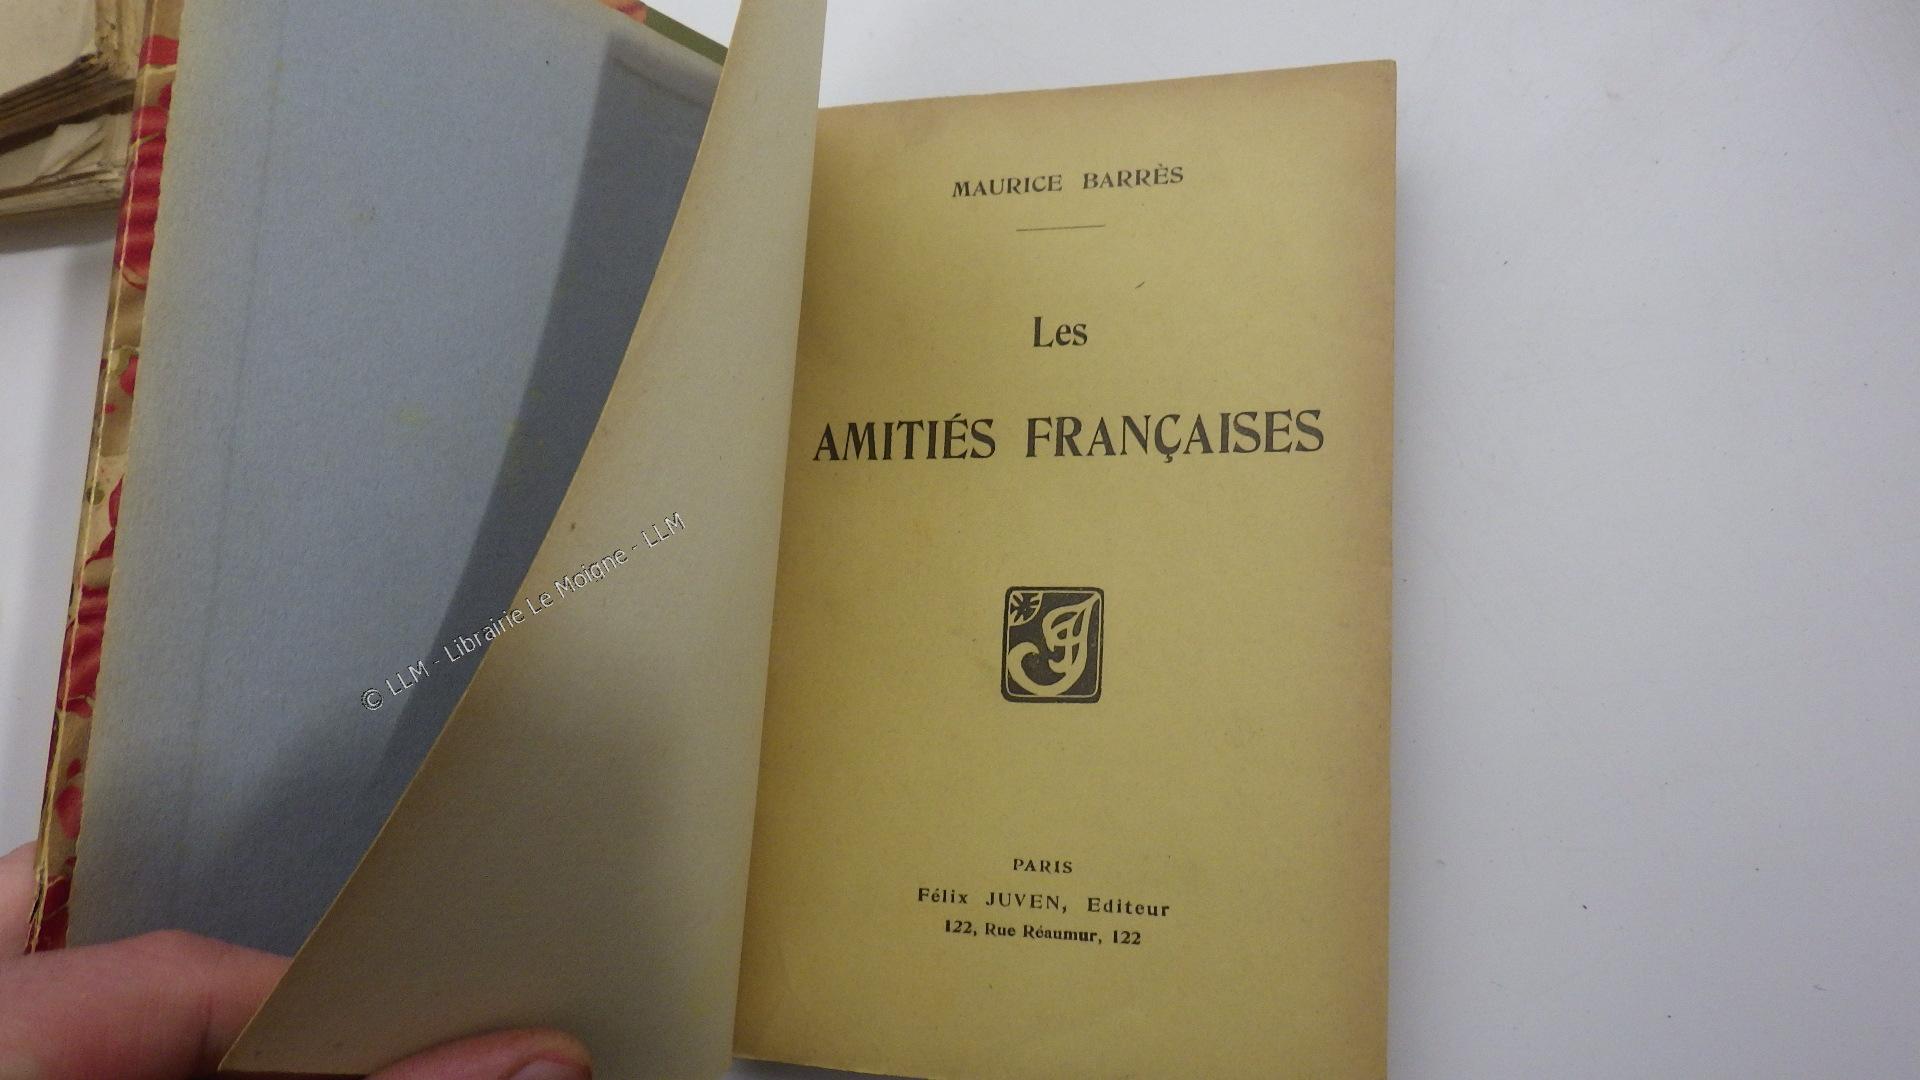 MAURICE BARRÈS
Les
AMITIÉS FRANÇAISES
PARIS
Félix JUVEN, Editeur
122, Rue Réaumur, 122
© LLM - Librairie Le Moigne - LLM